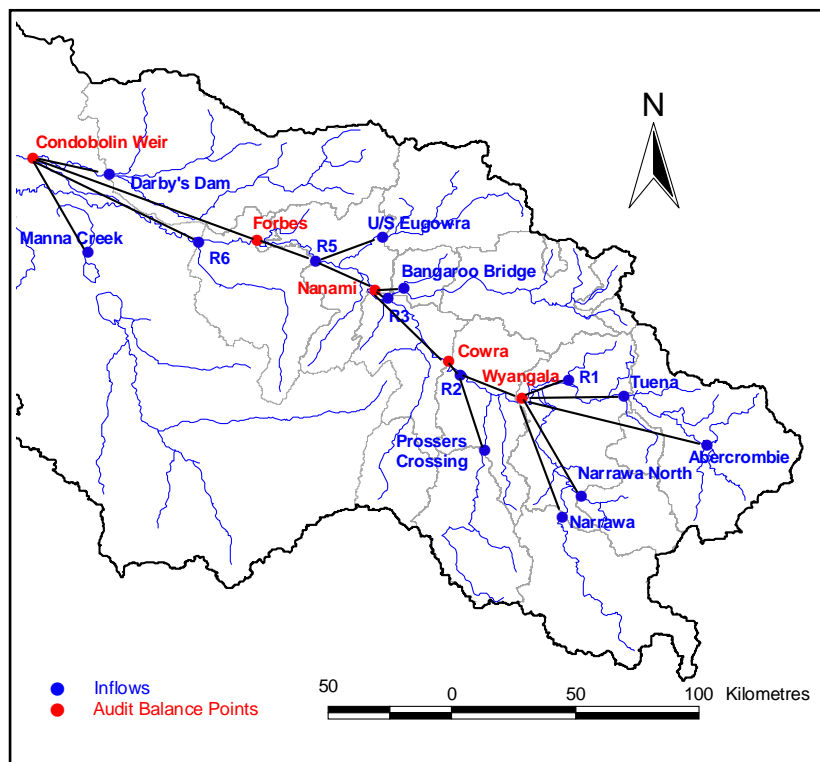 N
Condobolin Weir
Darby's Dam
Forbes
U/S Eugowra
Manna Creek
R6
R5
Bangaroo Bridge
Nanami
R3
Cowra
Wyangala
R1
R2
Tuena
Prossers
Crossing
Abercrombie
Narrawa North
Narrawa
Inflows
Audit Balance Points
50 0 50 100 Kilometres